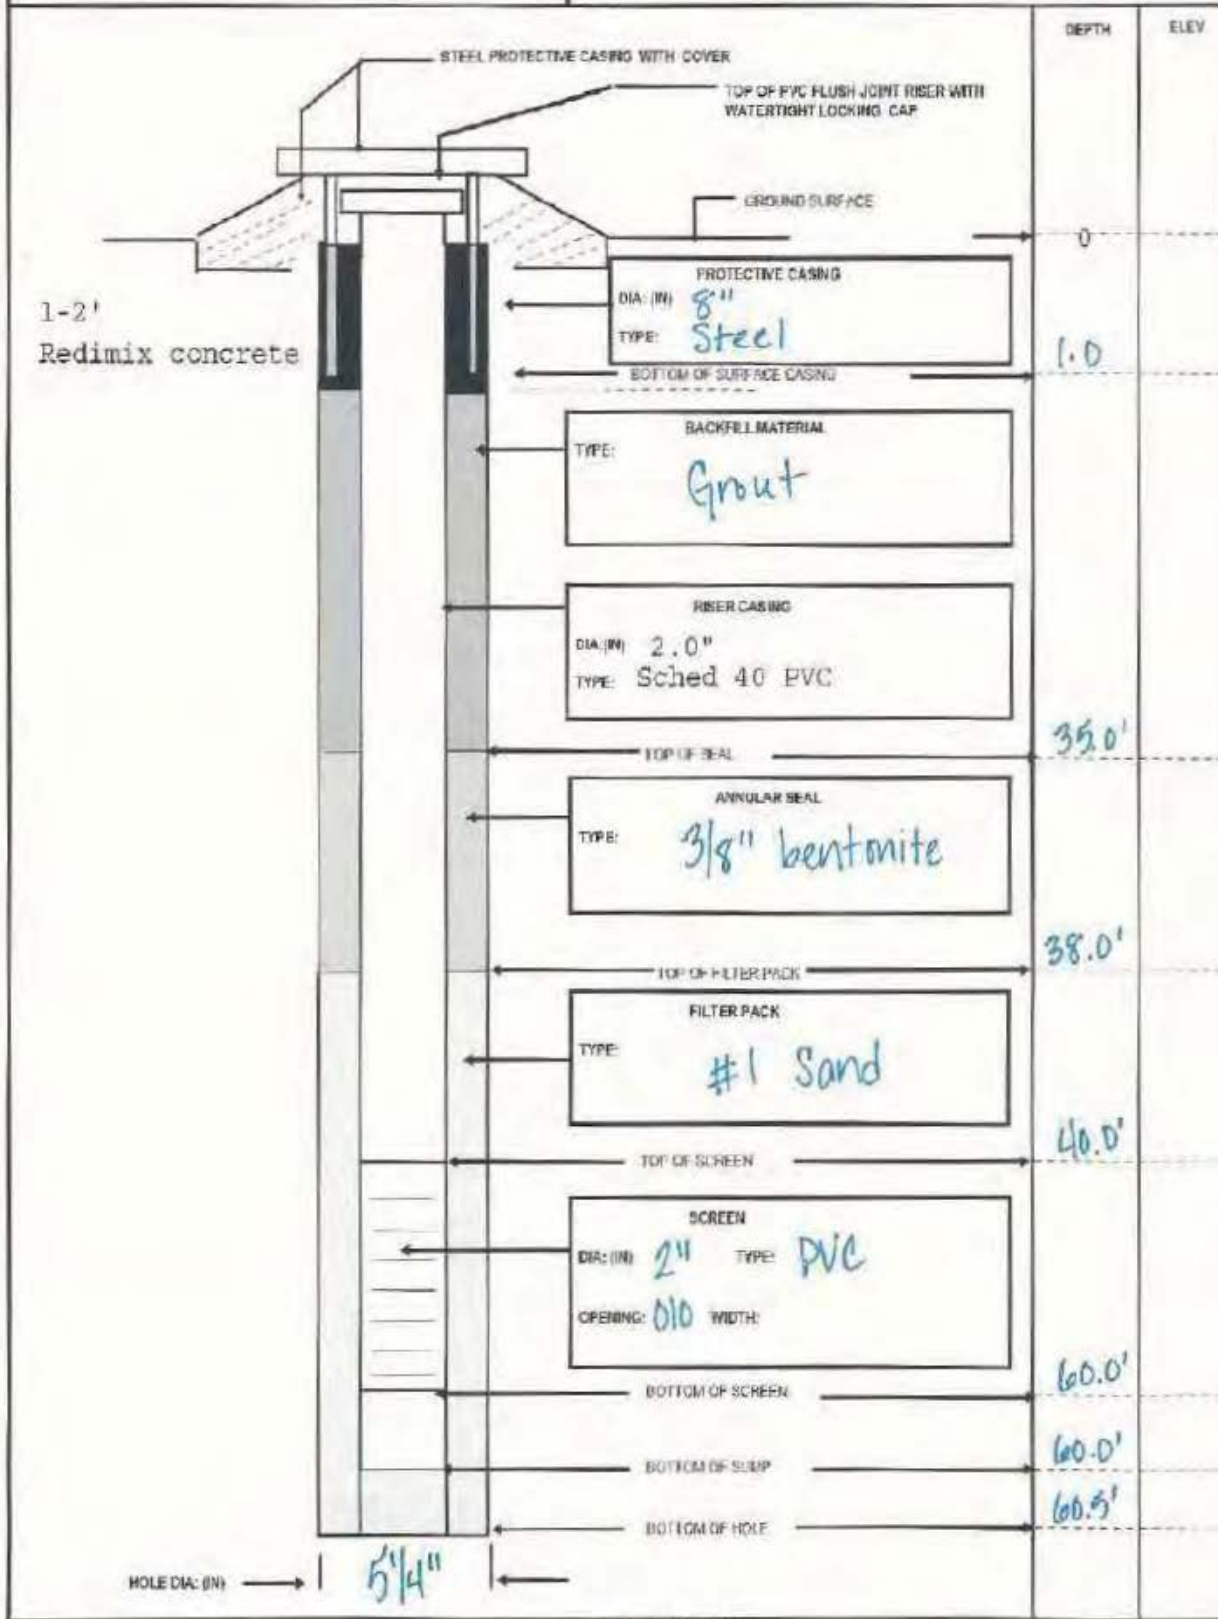 DEPTH
ELEV
STEEL PROTECTIVE CASING WITH COVER
TOP OF PVC FLUSH JOINT RISER WITH
WATERTIGHT LOCKING CAP
GROUND SURFACE
0
PROTECTIVE CASING
DIA: (IN) 8"
TYPE: Steel
1-2'
Redimix concrete
1.0
BOTTOM OF SURFACE CASING
BACKFILL MATERIAL
TYPE:
Grout
RISER CASING
DIA: (IN) 2.0"
TYPE: Sched 40 PVC
35.0'
TOP OF SEAL
ANNULAR SEAL
TYPE: 3/8" bentonite
38.0'
TOP OF FILTER PACK
FILTER PACK
TYPE:
#1 Sand
40.0'
TOP OF SCREEN
SCREEN
DIA: (IN) 2" TYPE: PVC
OPENING: 010 WIDTH:
60.0'
BOTTOM OF SCREEN
60.0'
BOTTOM OF SUMP
60.5'
BOTTOM OF HOLE
HOLE DIA: (IN) 5 1/4"